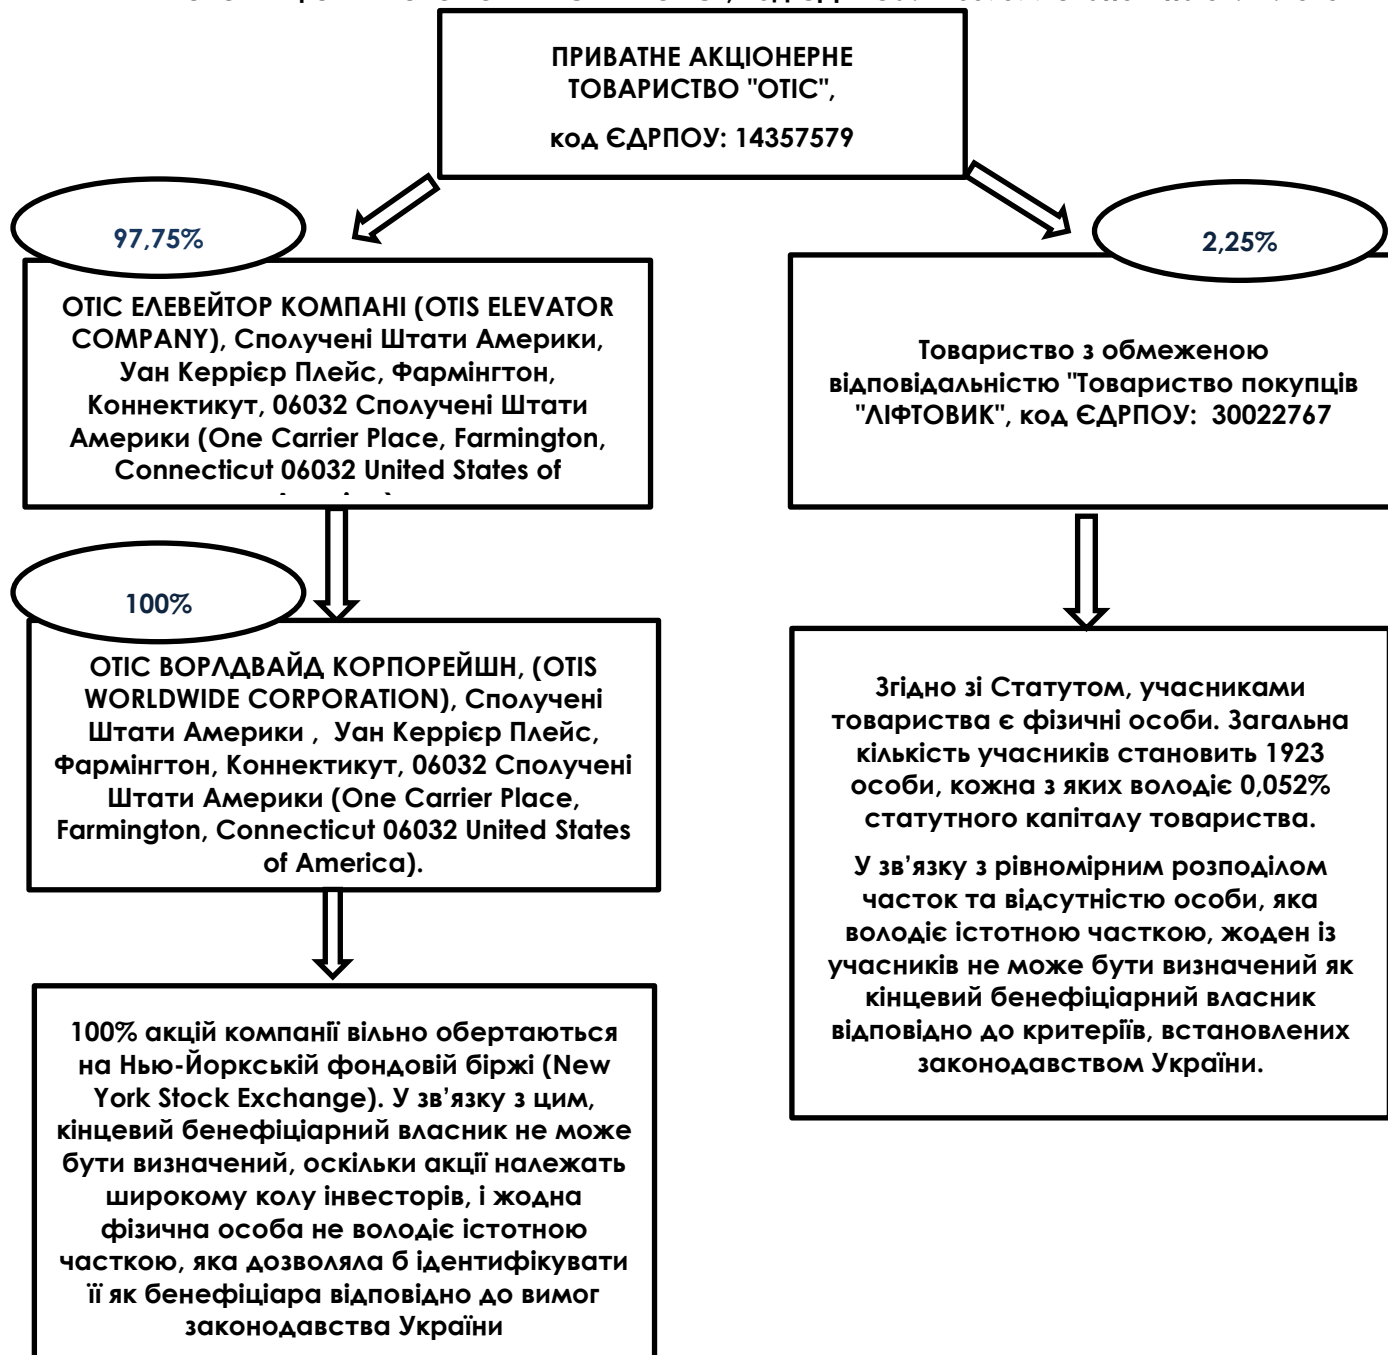 ПРИВАТНЕ АКЦІОНЕРНЕ
ТОВАРИСТВО "ОТІС",
код ЄДРПОУ: 14357579
97,75%
ОТІС ЕЛЕВЕЙТОР КОМПАНІ (OTIS ELEVATOR
COMPANY), Сполучені Штати Америки,
Уан Керрієр Плейс, Фармінгтон,
Коннектикут, 06032 Сполучені Штати
Америки (One Carrier Place, Farmington,
Connecticut 06032 United States of
100%
ОТІС ВОРЛДВАЙД КОРПОРЕЙШН, (OTIS
WORLDWIDE CORPORATION), Сполучені
Штати Америки , Уан Керрієр Плейс,
Фармінгтон, Коннектикут, 06032 Сполучені
Штати Америки (One Carrier Place,
Farmington, Connecticut 06032 United States
of America).
100% акцій компанії вільно обертаються
на Нью-Йоркській фондовій біржі (New
York Stock Exchange). У зв’язку з цим,
кінцевий бенефіціарний власник не може
бути визначений, оскільки акції належать
широкому колу інвесторів, і жодна
фізична особа не володіє істотною
часткою, яка дозволяла б ідентифікувати
її як бенефіціара відповідно до вимог
законодавства України
2,25%
Товариство з обмеженою
відповідальністю "Товариство покупців
"ЛІФТОВИК", код ЄДРПОУ: 30022767
Згідно зі Статутом, учасниками
товариства є фізичні особи. Загальна
кількість учасників становить 1923
особи, кожна з яких володіє 0,052%
статутного капіталу товариства.
У зв’язку з рівномірним розподілом
часток та відсутністю особи, яка
володіє істотною часткою, жоден із
учасників не може бути визначений як
кінцевий бенефіціарний власник
відповідно до критеріїв, встановлених
законодавством України.